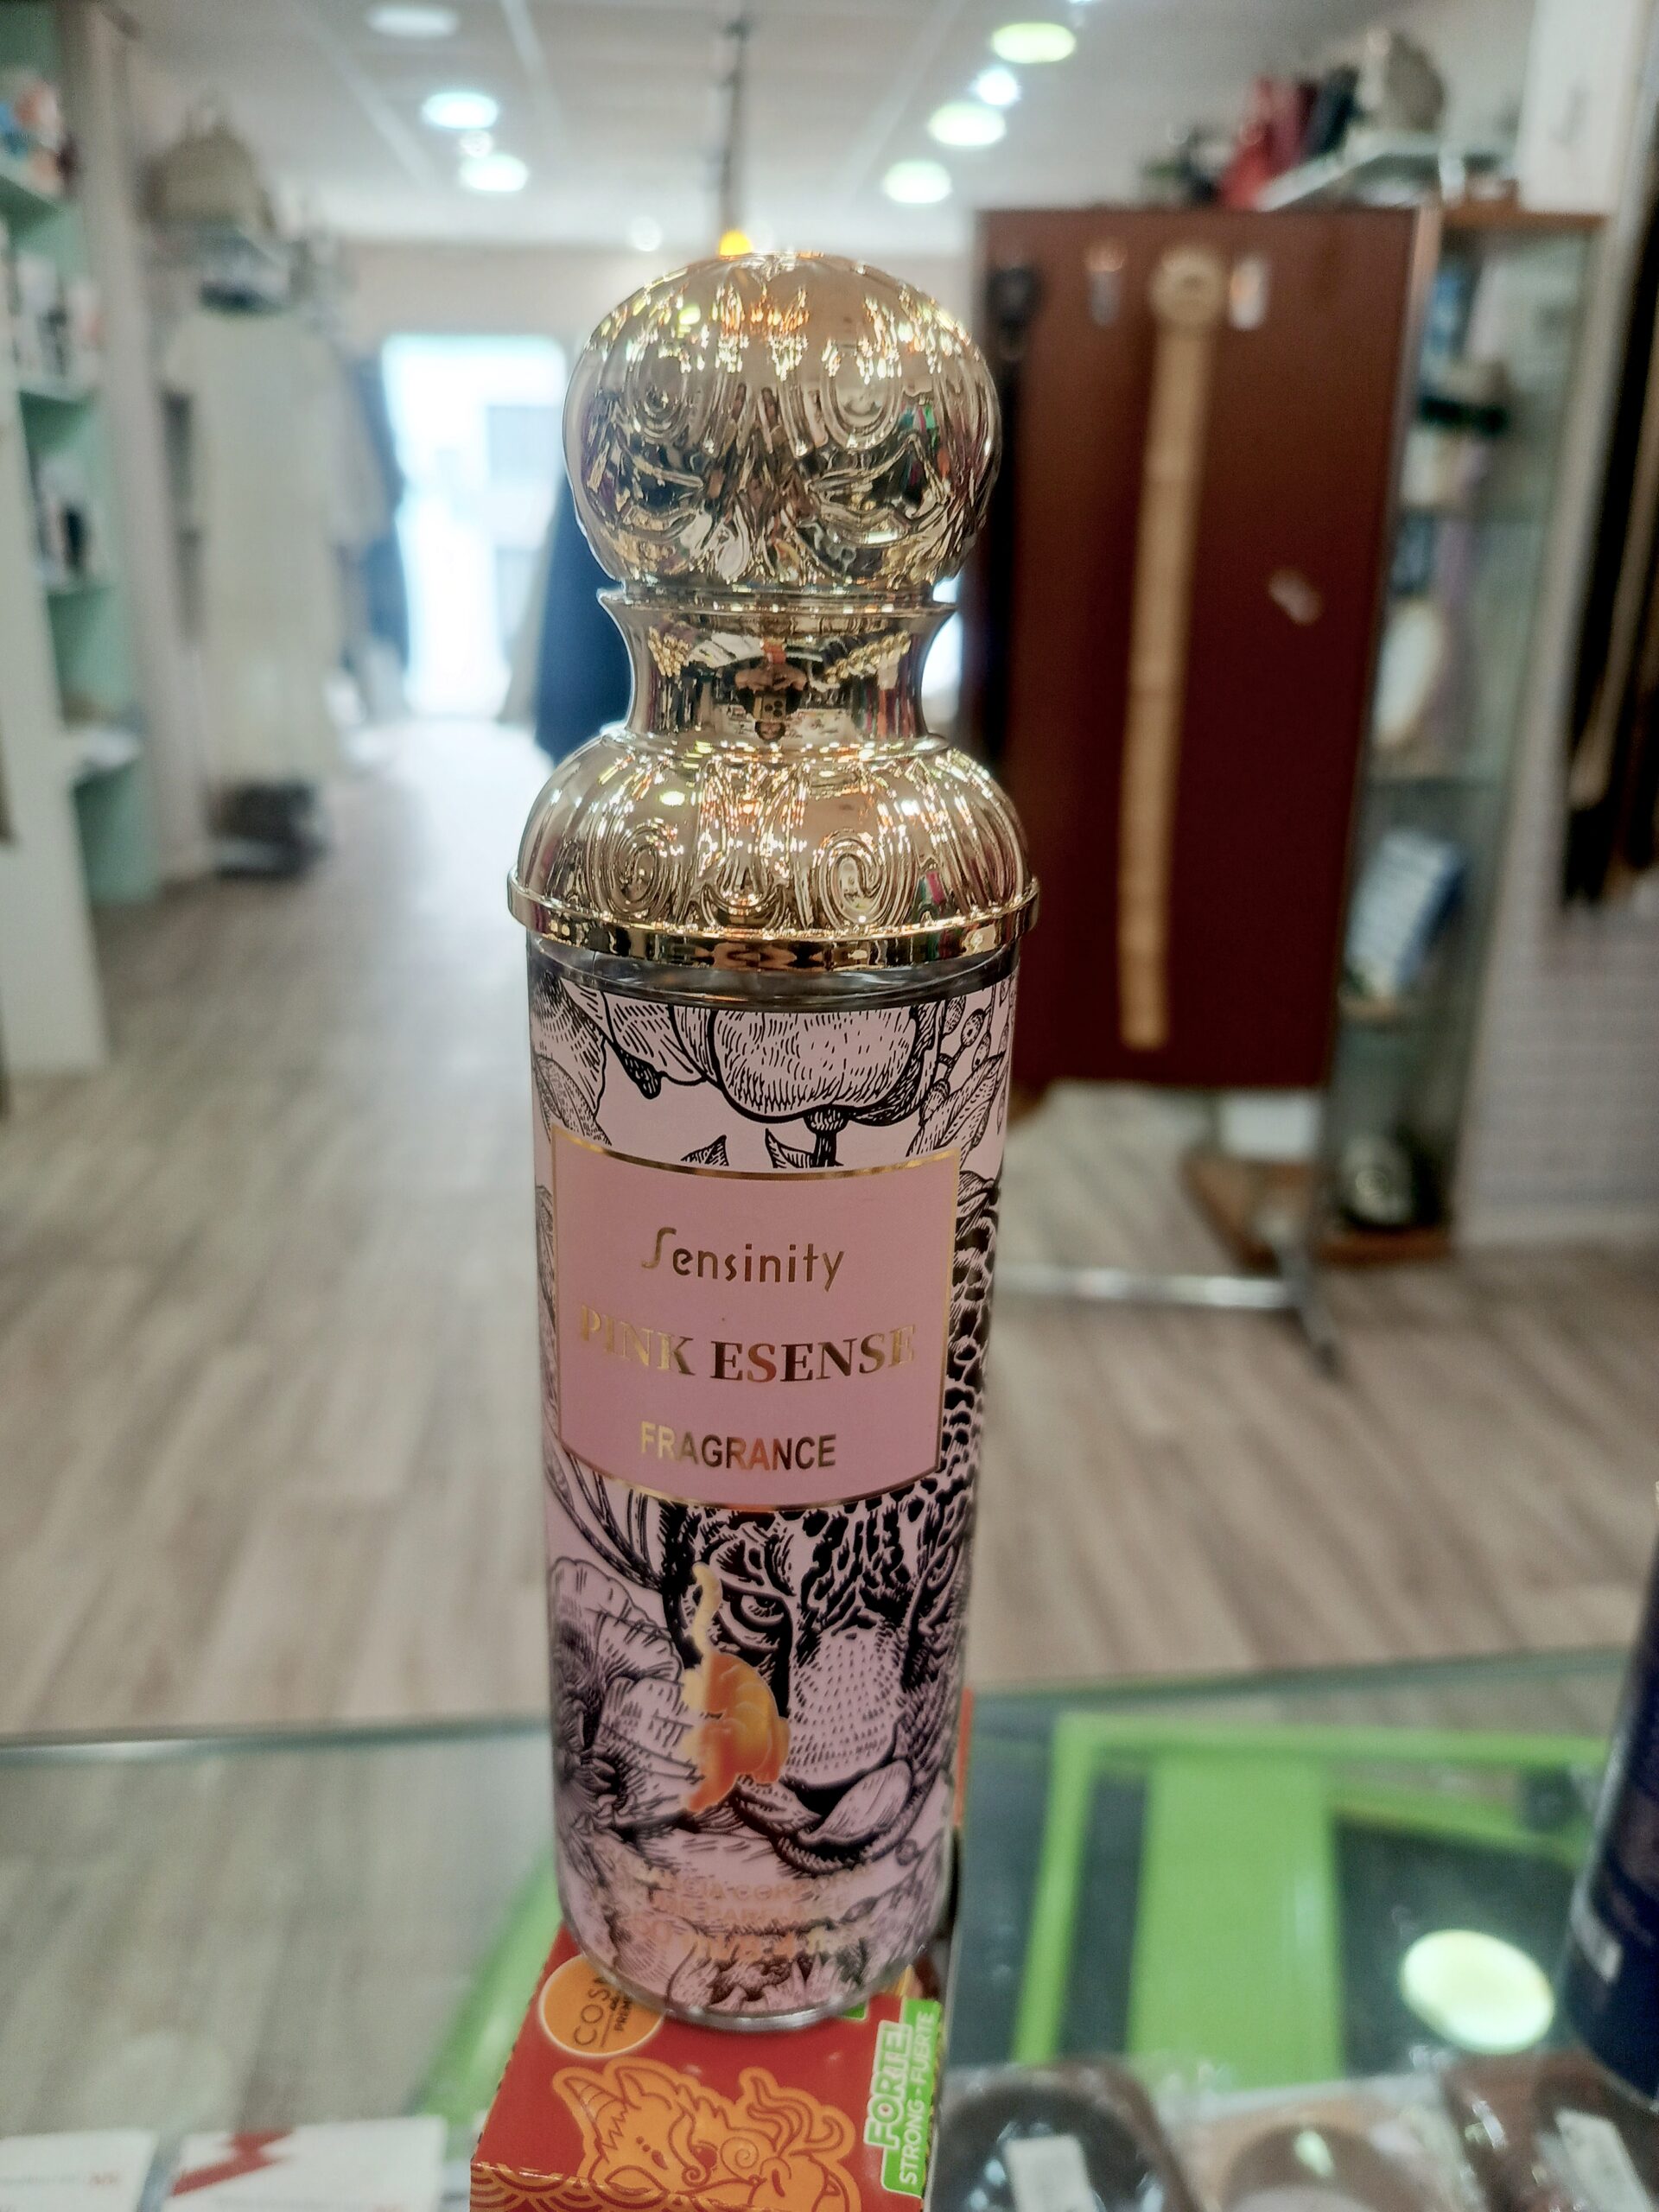 Sensinity
PINK ESENSE
FRAGRANCE
FORTE!
STRONG - FUERTE